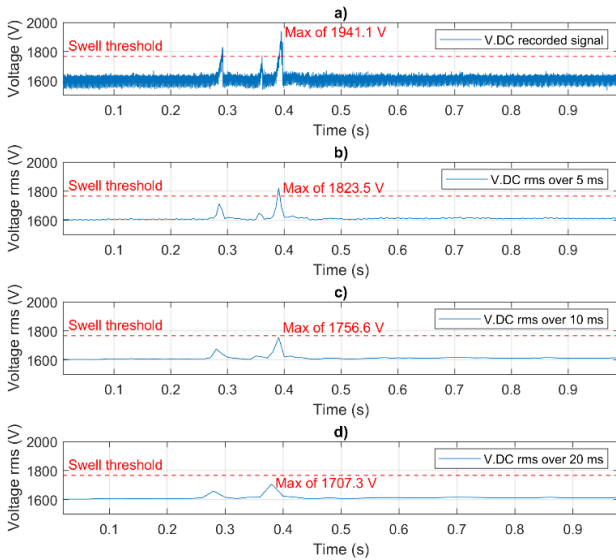 a)
Voltage (V)
2000
1800
1600
Swell threshold
Max of 1941.1 V
V.DC recorded signal
0.1 0.2 0.3 0.4 0.5 0.6 0.7 0.8 0.9
Time (s)
b)
Voltage rms (V)
2000
1800
1600
Swell threshold
Max of 1823.5 V
V.DC rms over 5 ms
0.1 0.2 0.3 0.4 0.5 0.6 0.7 0.8 0.9
Time (s)
c)
Voltage rms (V)
2000
1800
1600
Swell threshold
Max of 1756.6 V
V.DC rms over 10 ms
0.1 0.2 0.3 0.4 0.5 0.6 0.7 0.8 0.9
Time (s)
d)
Voltage rms (V)
2000
1800
1600
Swell threshold
Max of 1707.3 V
V.DC rms over 20 ms
0.1 0.2 0.3 0.4 0.5 0.6 0.7 0.8 0.9
Time (s)